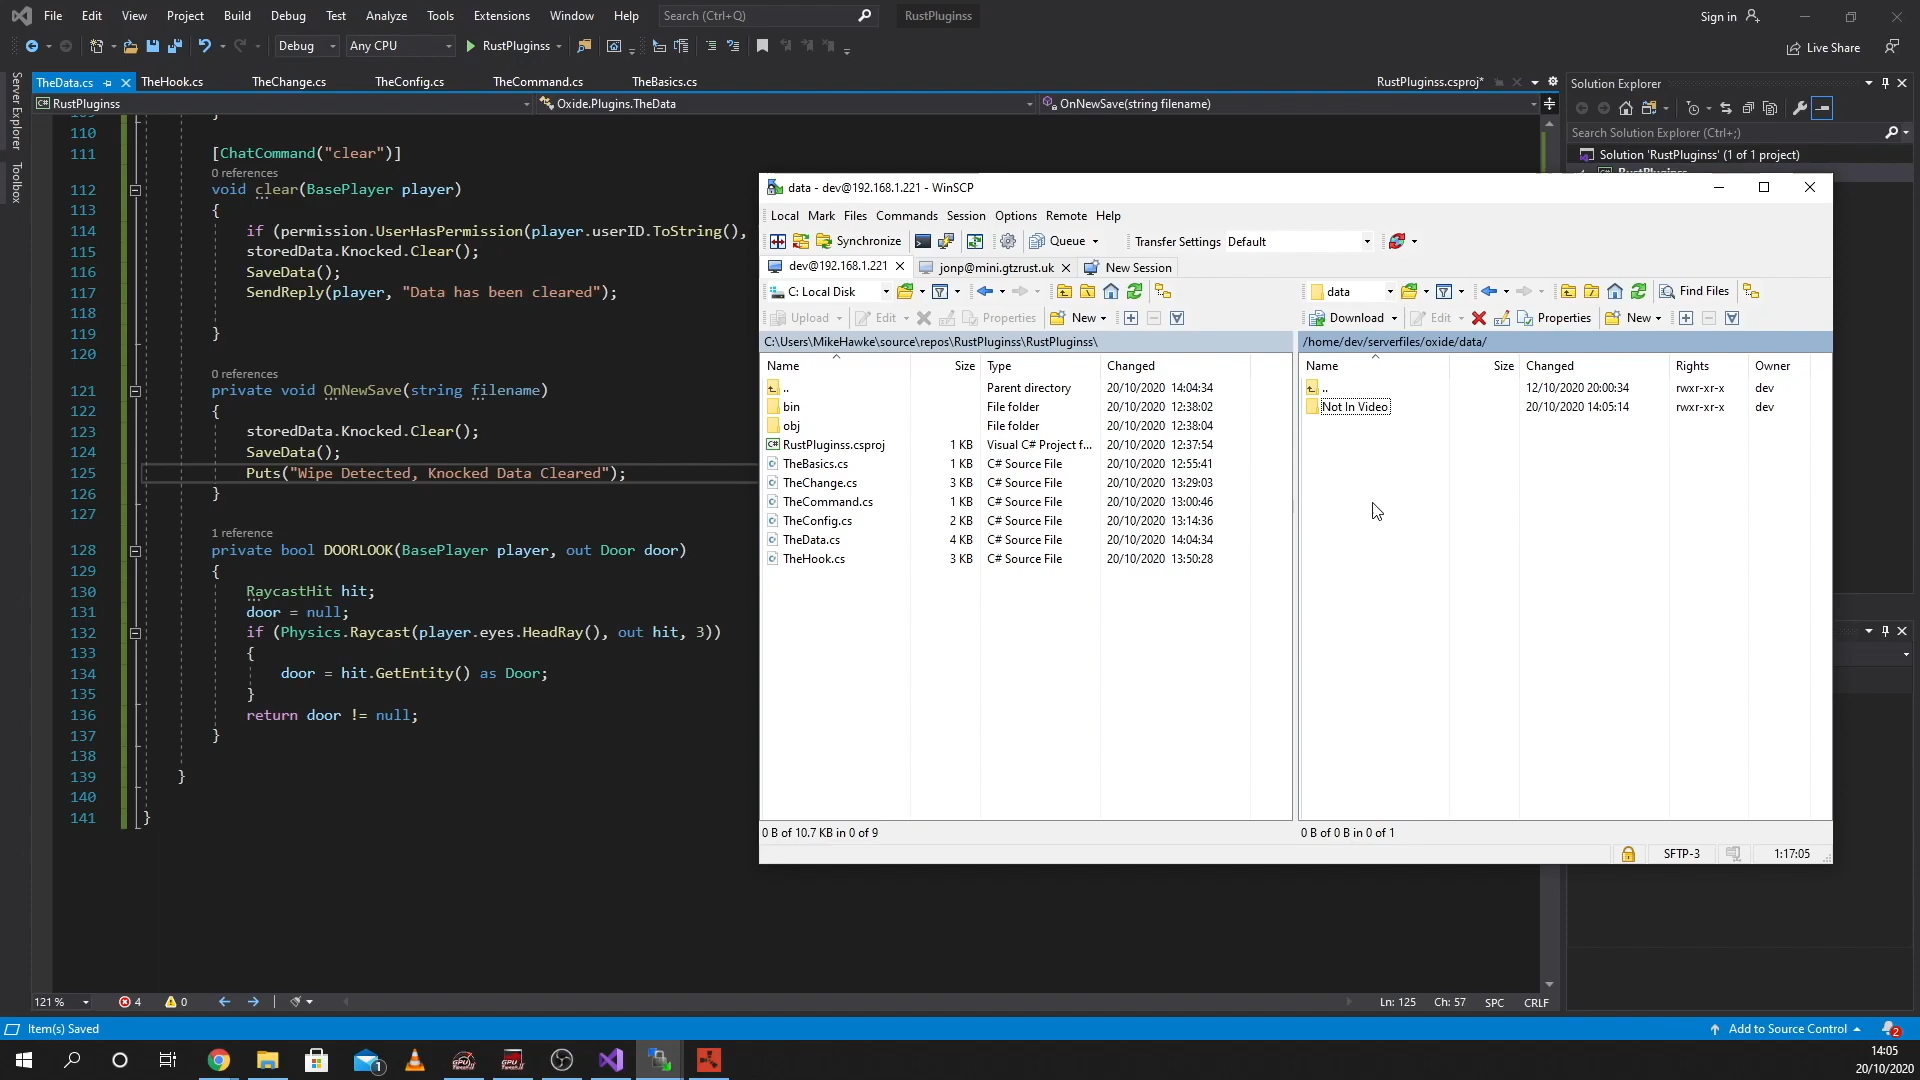 File Edit View Project Build Debug Test Analyze Tools Extensions Window Help Search (Ctrl+Q) RustPluginss Sign in
Debug Any CPU RustPluginss Live Share
TheData.cs TheHook.cs TheChange.cs TheConfig.cs TheCommand.cs TheBasics.cs RustPluginss.csproj*
RustPluginss Oxide.Plugins.TheData OnNewSave(string filename)
Server Explorer
Toolbox
Solution Explorer
Search Solution Explorer (Ctrl+;)
Solution 'RustPluginss' (1 of 1 project)
RustPluginss
109 }
110
111 [ChatCommand("clear")]
0 references
112 void clear(BasePlayer player)
113 {
114 if (permission.UserHasPermission(player.userID.ToString(),
115 storedData.Knocked.Clear();
116 SaveData();
117 SendReply(player, "Data has been cleared");
118
119 }
120
0 references
121 private void OnNewSave(string filename)
122 {
123 storedData.Knocked.Clear();
124 SaveData();
125 Puts("Wipe Detected, Knocked Data Cleared");
126 }
127
1 reference
128 private bool DOORLOOK(BasePlayer player, out Door door)
129 {
130 RaycastHit hit;
131 door = null;
132 if (Physics.Raycast(player.eyes.HeadRay(), out hit, 3))
133 {
134 door = hit.GetEntity() as Door;
135 }
136 return door != null;
137 }
138
139 }
140
141 }
data - dev@192.168.1.221 - WinSCP
Local Mark Files Commands Session Options Remote Help
Synchronize Queue Transfer Settings Default
dev@192.168.1.221 jonp@mini.gtzrust.uk New Session
C: Local Disk
Upload Edit Properties New
C:\Users\MikeHawke\source\repos\RustPluginss\RustPluginss\
Name Size Type Changed
.. Parent directory 20/10/2020 14:04:34
bin File folder 20/10/2020 12:38:02
obj File folder 20/10/2020 12:38:04
RustPluginss.csproj 1 KB Visual C# Project f... 20/10/2020 12:37:54
TheBasics.cs 1 KB C# Source File 20/10/2020 12:55:41
TheChange.cs 3 KB C# Source File 20/10/2020 13:29:03
TheCommand.cs 1 KB C# Source File 20/10/2020 13:00:46
TheConfig.cs 2 KB C# Source File 20/10/2020 13:14:36
TheData.cs 4 KB C# Source File 20/10/2020 14:04:34
TheHook.cs 3 KB C# Source File 20/10/2020 13:50:28
0 B of 10.7 KB in 0 of 9
data Find Files
Download Edit Properties New
/home/dev/serverfiles/oxide/data/
Name Size Changed Rights Owner
.. 12/10/2020 20:00:34 rwxr-xr-x dev
Not In Video 20/10/2020 14:05:14 rwxr-xr-x dev
0 B of 0 B in 0 of 1
SFTP-3 1:17:05
121 % 4 0 Ln: 125 Ch: 57 SPC CRLF
Item(s) Saved Add to Source Control 2
1
14:05
20/10/2020